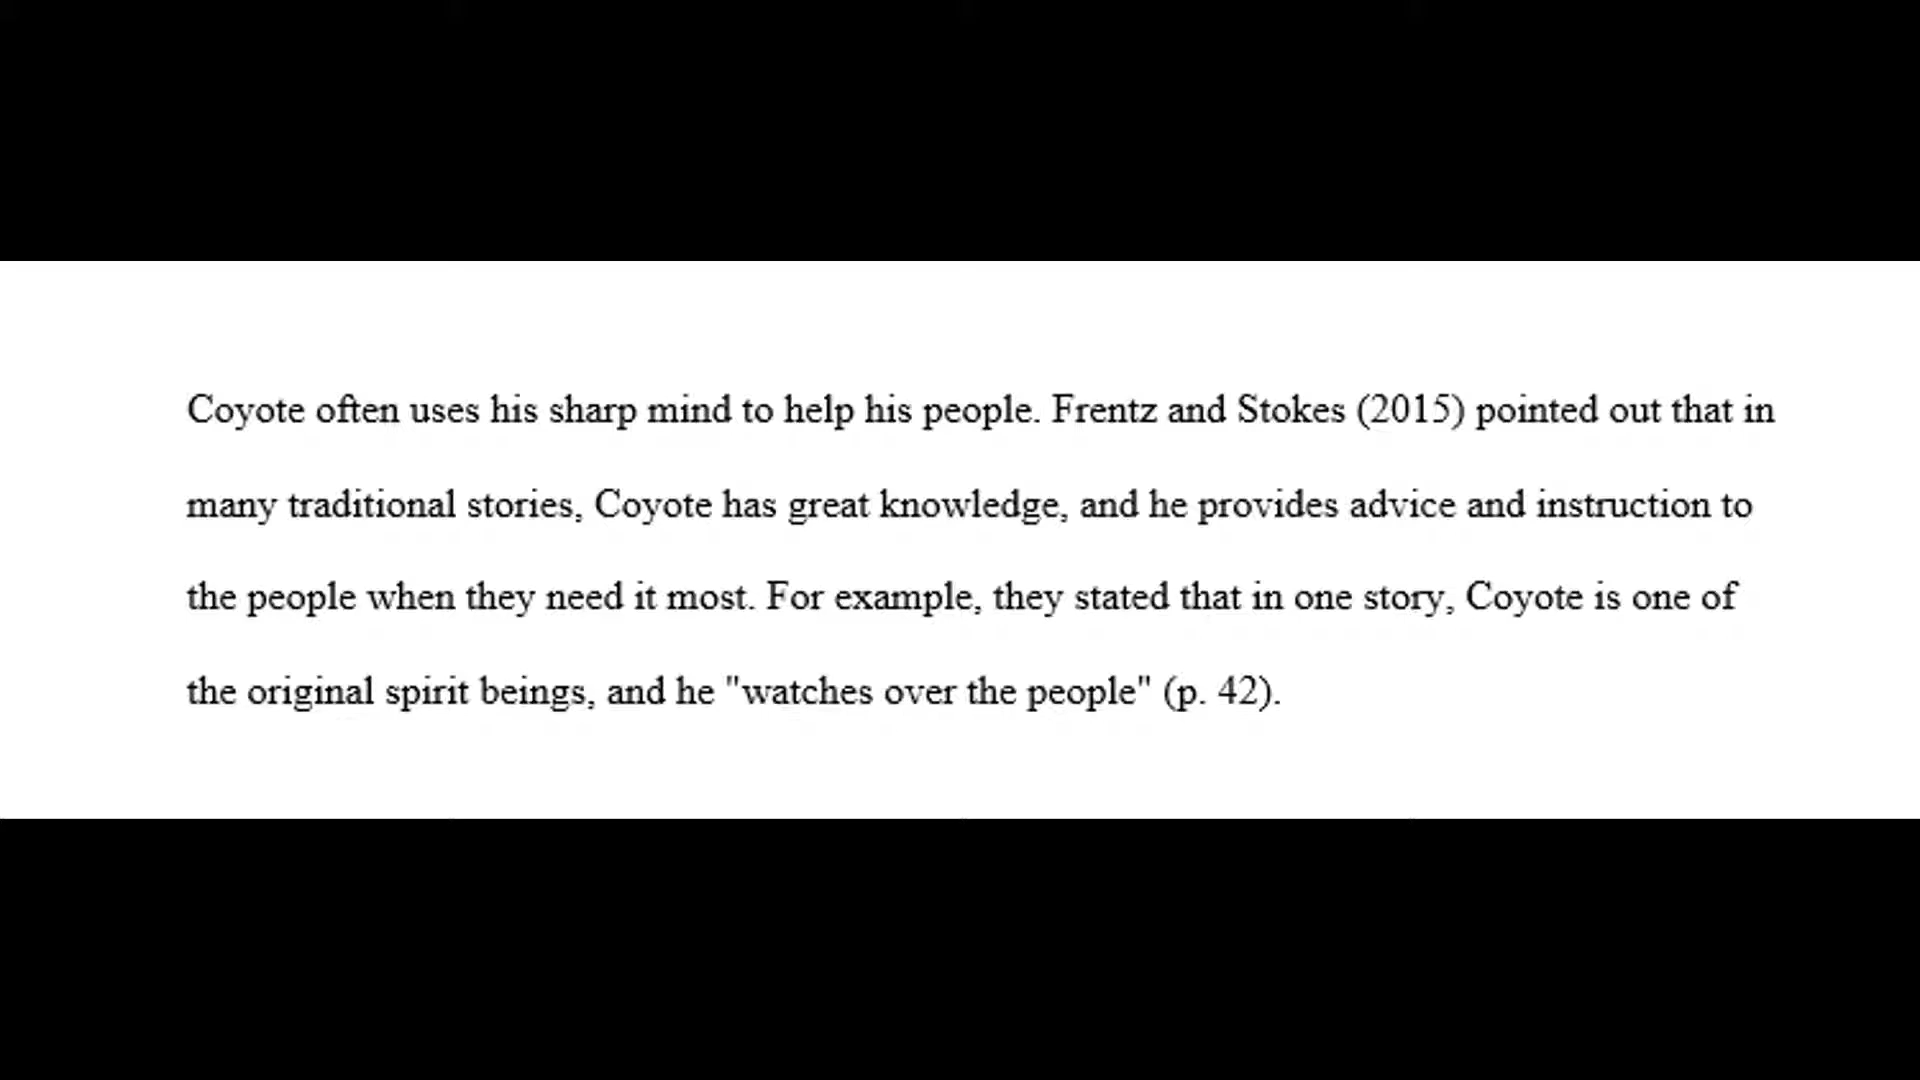 Coyote often uses his sharp mind to help his people. Frentz and Stokes (2015) pointed out that in
many traditional stories, Coyote has great knowledge, and he provides advice and instruction to
the people when they need it most. For example, they stated that in one story, Coyote is one of
the original spirit beings, and he "watches over the people" (p. 42).